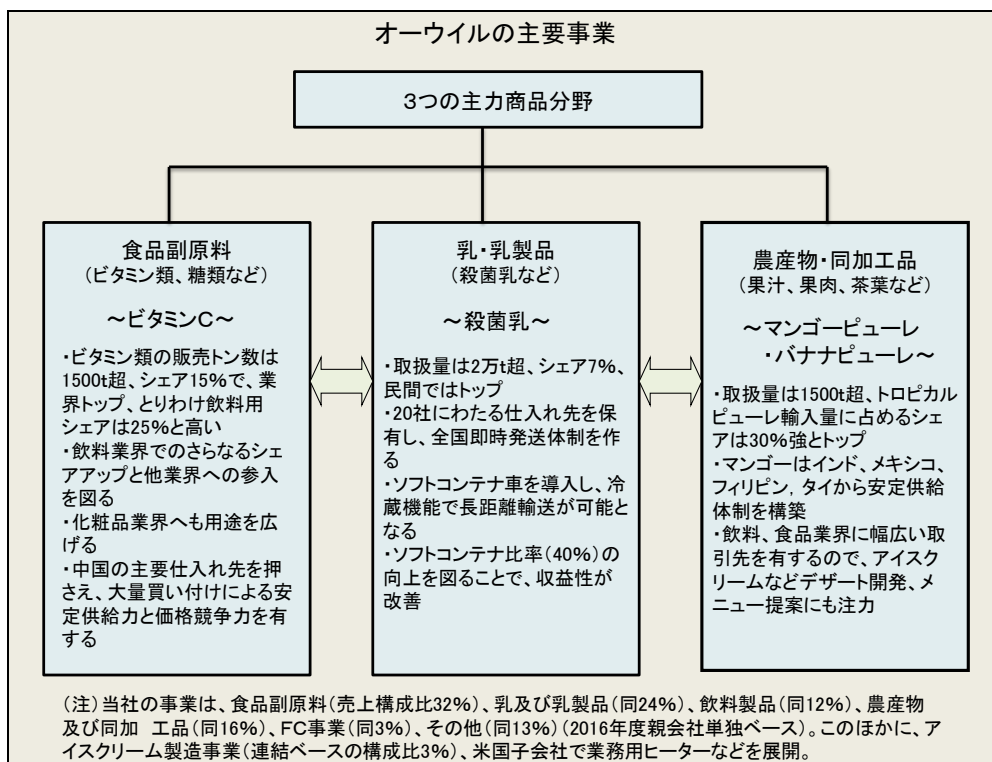 オーウイルの主要事業
3つの主力商品分野
食品副原料
(ビタミン類、糖類など)
～ビタミンC～
・ビタミン類の販売トン数は
1500t超、シェア15%で、業
界トップ、とりわけ飲料用
シェアは25%と高い
・飲料業界でのさらなるシェ
アアップと他業界への参入
を図る
・化粧品業界へも用途を広
げる
・中国の主要仕入れ先を押
さえ、大量買い付けによる安
定供給力と価格競争力を有
する
乳・乳製品
(殺菌乳など)
～殺菌乳～
・取扱量は2万t超、シェア7%、
民間ではトップ
・20社にわたる仕入れ先を保
有し、全国即時発送体制を作
る
・ソフトコンテナ車を導入し、冷
蔵機能で長距離輸送が可能と
なる
・ソフトコンテナ比率(40%)の
向上を図ることで、収益性が
改善
農産物・同加工品
(果汁、果肉、茶葉など)
～マンゴーピューレ
・バナナピューレ～
・取扱量は1500t超、トロピカル
ピューレ輸入量に占めるシェ
アは30%強とトップ
・マンゴーはインド、メキシコ、
フィリピン,タイから安定供給
体制を構築
・飲料、食品業界に幅広い取
引先を有するので、アイスク
リームなどデザート開発、メ
ニュー提案にも注力
(注)当社の事業は、食品副原料(売上構成比32%)、乳及び乳製品(同24%)、飲料製品(同12%)、農産物
及び同加 工品(同16%)、FC事業(同3%)、その他(同13%)(2016年度親会社単独ベース)。このほかに、ア
イスクリーム製造事業(連結ベースの構成比3%)、米国子会社で業務用ヒーターなどを展開。